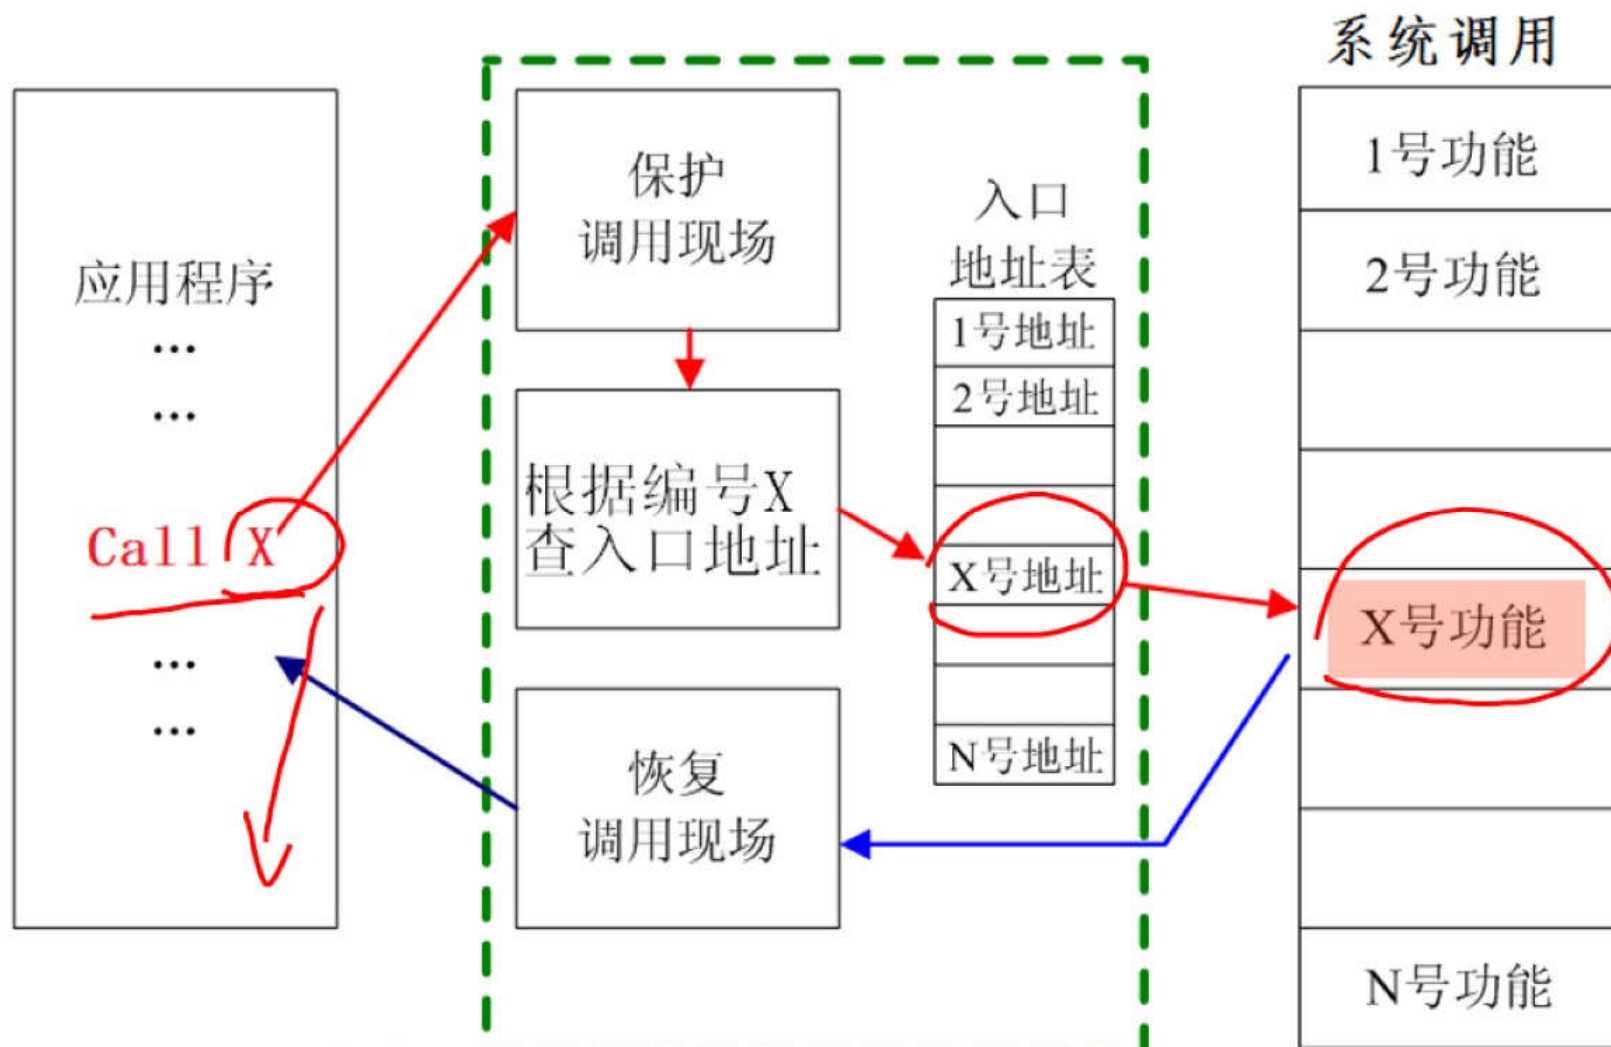 系统调用
应用程序
...
...
Call X
...
...
保护
调用现场
根据编号X
查入口地址
恢复
调用现场
入口
地址表
1号地址
2号地址
X号地址
N号地址
1号功能
2号功能
X号功能
N号功能